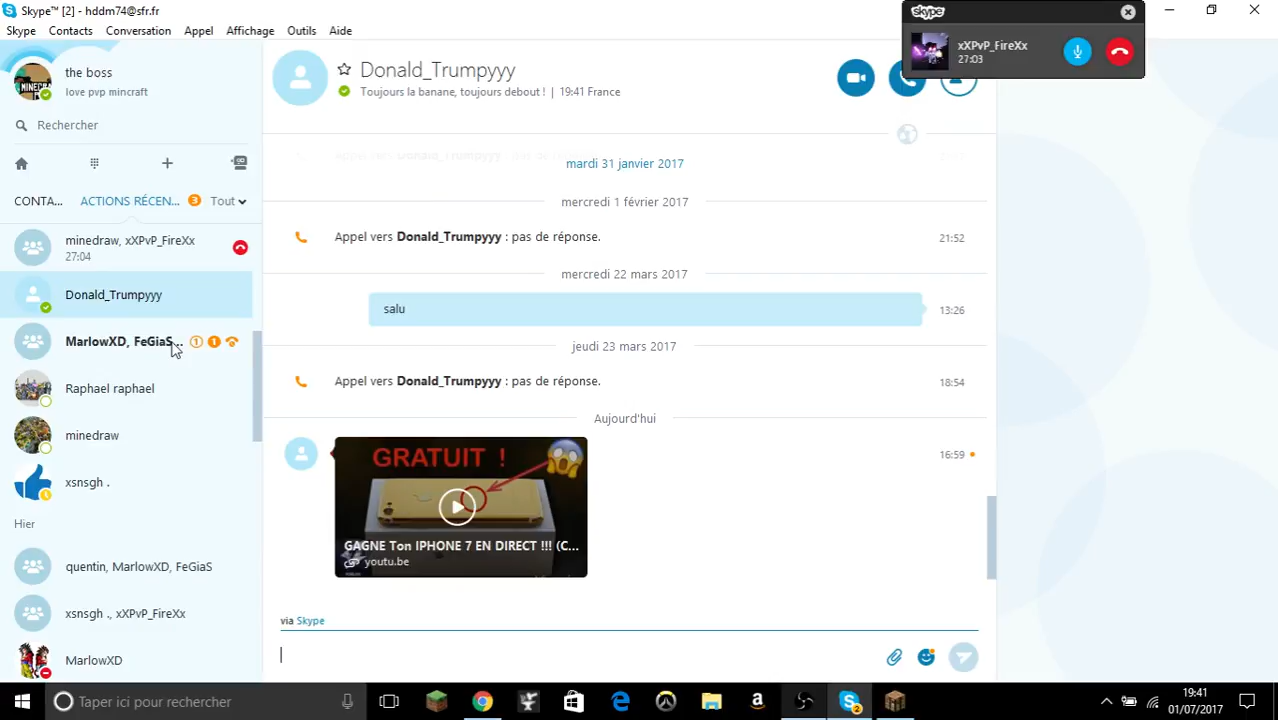 Skype™ [2] - hddm74@sfr.fr
Skype Contacts Conversation Appel Affichage Outils Aide
skype
xXPvP_FireXx
27:03
the boss
love pvp mincraft
Rechercher
CONTA... ACTIONS RÉCEN... 3 Tout
minedraw, xXPvP_FireXx
27:04
Donald_Trumpyyy
MarlowXD, FeGiaS... 1 1
Raphael raphael
minedraw
xsnsgh .
Hier
quentin, MarlowXD, FeGiaS
xsnsgh ., xXPvP_FireXx
MarlowXD
Donald_Trumpyyy
Toujours la banane, toujours debout ! | 19:41 France
mardi 31 janvier 2017
mercredi 1 février 2017
Appel vers Donald_Trumpyyy : pas de réponse. 21:52
mercredi 22 mars 2017
salu 13:26
jeudi 23 mars 2017
Appel vers Donald_Trumpyyy : pas de réponse. 18:54
Aujourd'hui
16:59
GRATUIT !
GAGNE Ton IPHONE 7 EN DIRECT !!! (C...
youtu.be
via Skype
Taper ici pour rechercher
2
19:41
01/07/2017